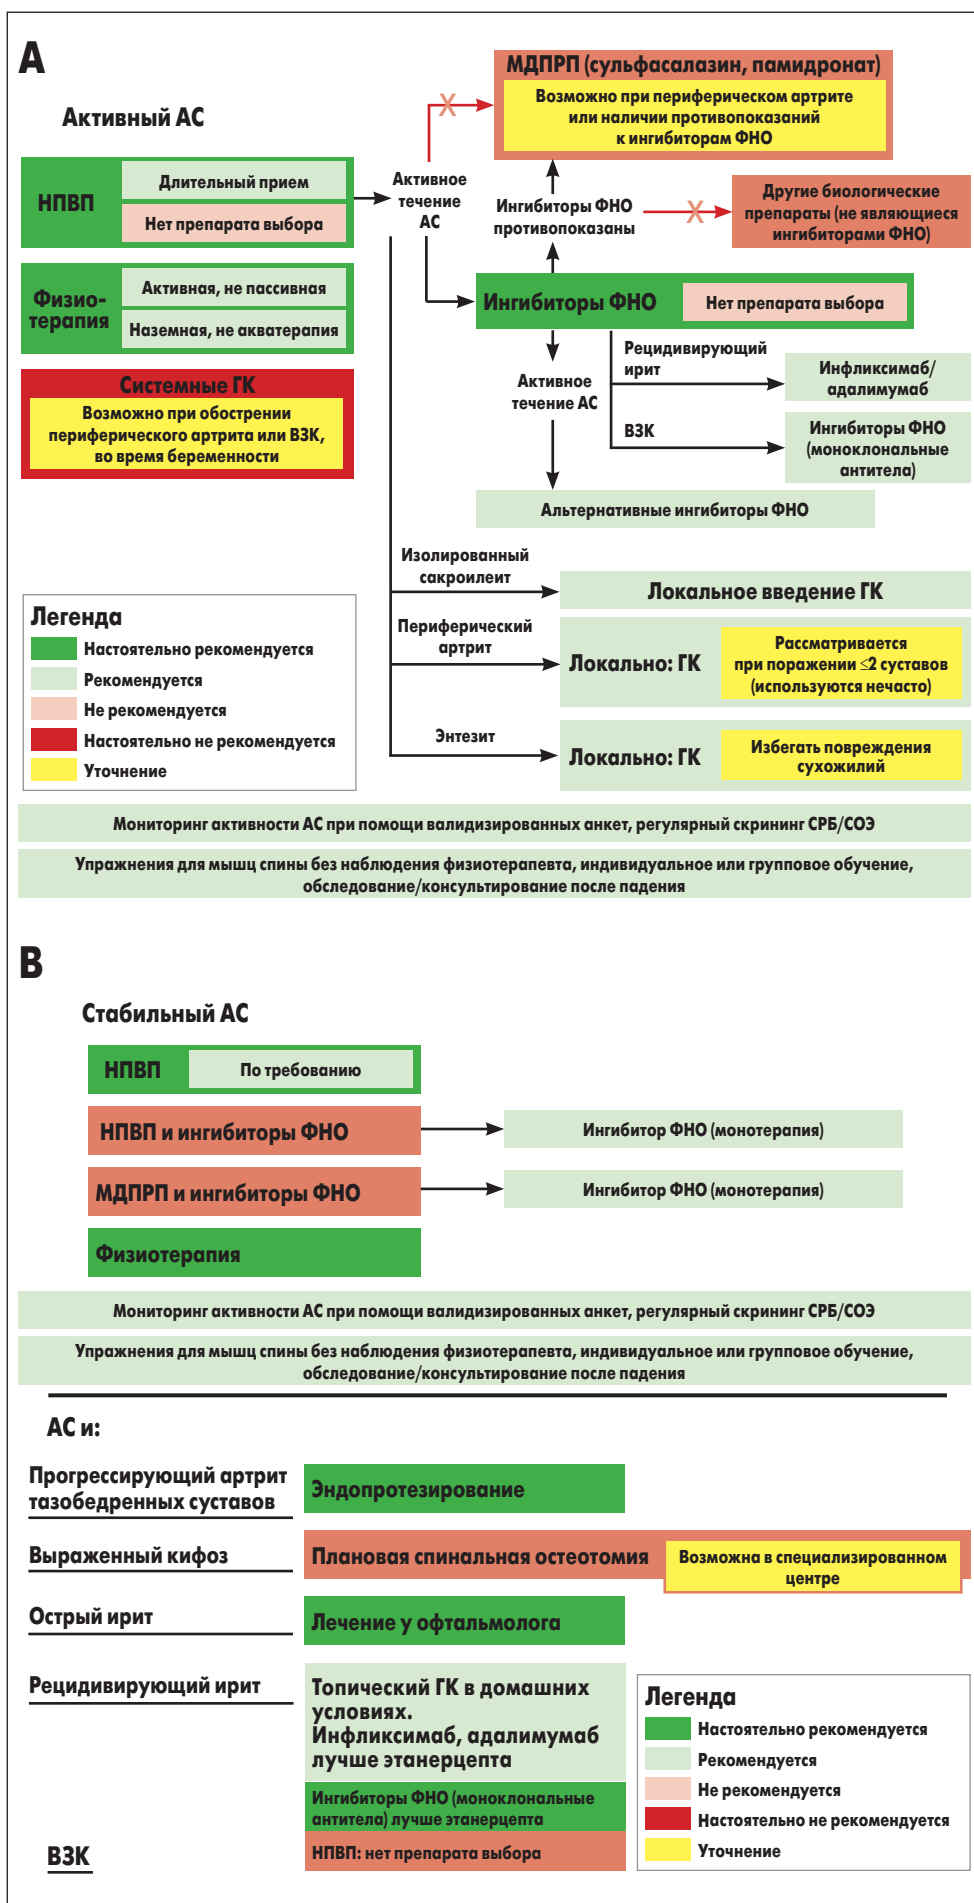 A
Активный АС
НПВП
Длительный прием
Нет препарата выбора
Физио-
терапия
Активная, не пассивная
Наземная, не акватерапия
Системные ГК
Возможно при обострении
периферического артрита или ВЗК,
во время беременности
Активное
течение
АС
X
МДПРП (сульфасалазин, памидронат)
Возможно при периферическом артрите
или наличии противопоказаний
к ингибиторам ФНО
Ингибиторы ФНО
противопоказаны
X
Другие биологические
препараты (не являющиеся
ингибиторами ФНО)
Ингибиторы ФНО
Нет препарата выбора
Активное
течение АС
Рецидивирующий
ирит
Инфликсимаб/
адалимумаб
ВЗК
Ингибиторы ФНО
(моноклональные
антитела)
Альтернативные ингибиторы ФНО
Изолированный
сакроилеит
Локальное введение ГК
Периферический
артрит
Локально: ГК
Рассматривается
при поражении ≤2 суставов
(используются нечасто)
Энтезит
Локально: ГК
Избегать повреждения
сухожилий
Легенда
Настоятельно рекомендуется
Рекомендуется
Не рекомендуется
Настоятельно не рекомендуется
Уточнение
Мониторинг активности АС при помощи валидизированных анкет, регулярный скрининг СРБ/СОЭ
Упражнения для мышц спины без наблюдения физиотерапевта, индивидуальное или групповое обучение,
обследование/консультирование после падения
B
Стабильный АС
НПВП
По требованию
НПВП и ингибиторы ФНО
Ингибитор ФНО (монотерапия)
МДПРП и ингибиторы ФНО
Ингибитор ФНО (монотерапия)
Физиотерапия
Мониторинг активности АС при помощи валидизированных анкет, регулярный скрининг СРБ/СОЭ
Упражнения для мышц спины без наблюдения физиотерапевта, индивидуальное или групповое обучение,
обследование/консультирование после падения
АС и:
Прогрессирующий артрит
тазобедренных суставов
Эндопротезирование
Выраженный кифоз
Плановая спинальная остеотомия
Возможна в специализированном
центре
Острый ирит
Лечение у офтальмолога
Рецидивирующий ирит
Топический ГК в домашних
условиях.
Инфликсимаб, адалимумаб
лучше этанерцепта
Ингибиторы ФНО (моноклональные
антитела) лучше этанерцепта
ВЗК
НПВП: нет препарата выбора
Легенда
Настоятельно рекомендуется
Рекомендуется
Не рекомендуется
Настоятельно не рекомендуется
Уточнение